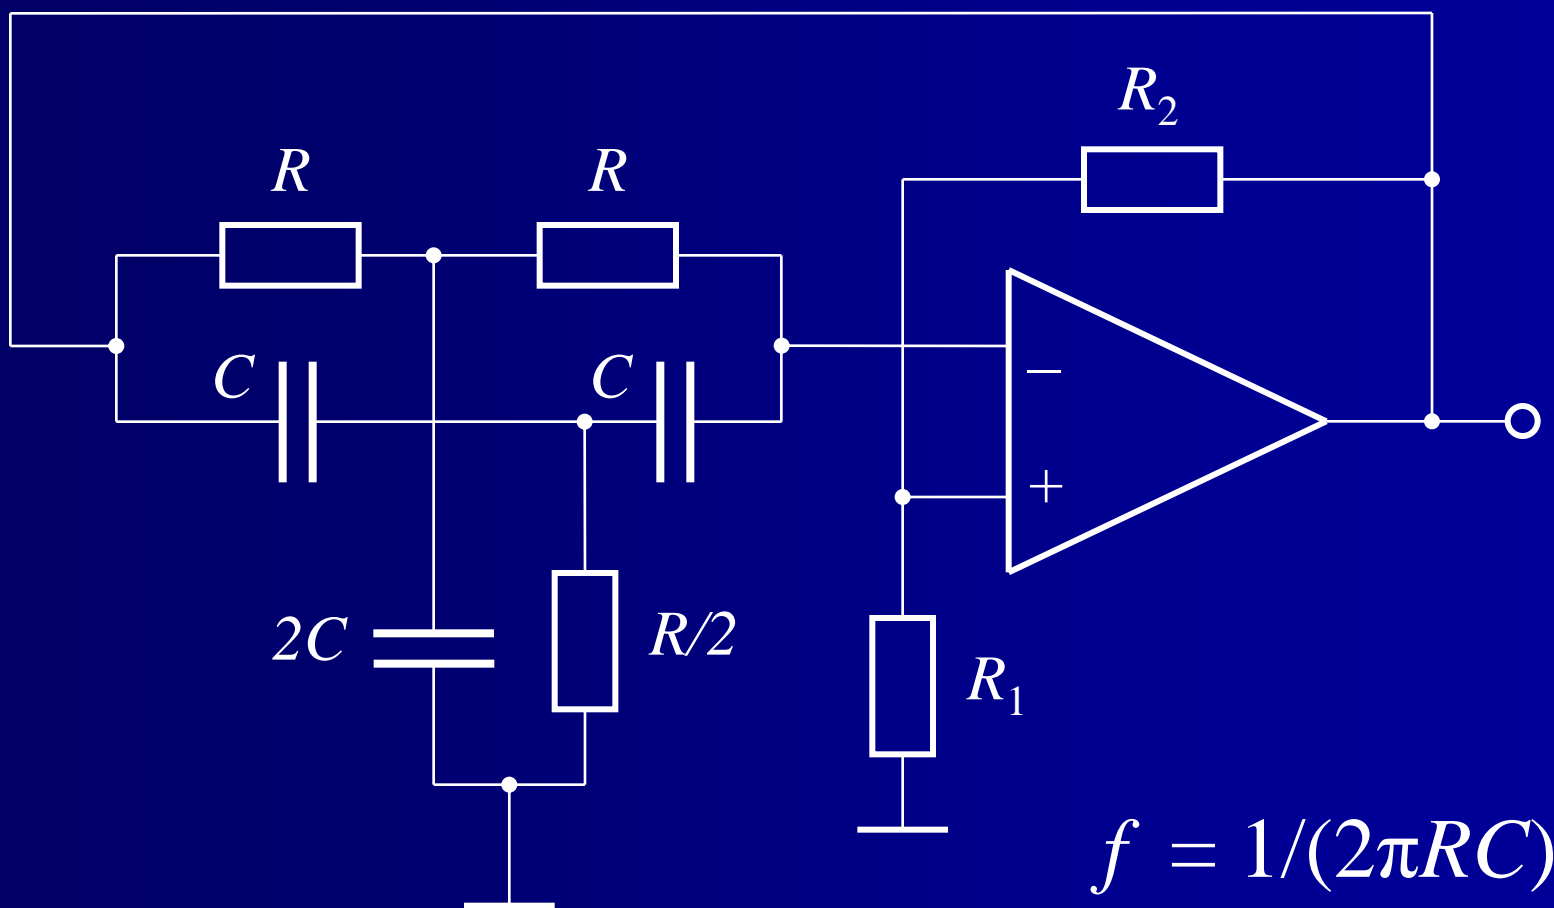 R₂
R
R
C
C
–
+
2C
R/2
R₁
f = 1/(2πRC)